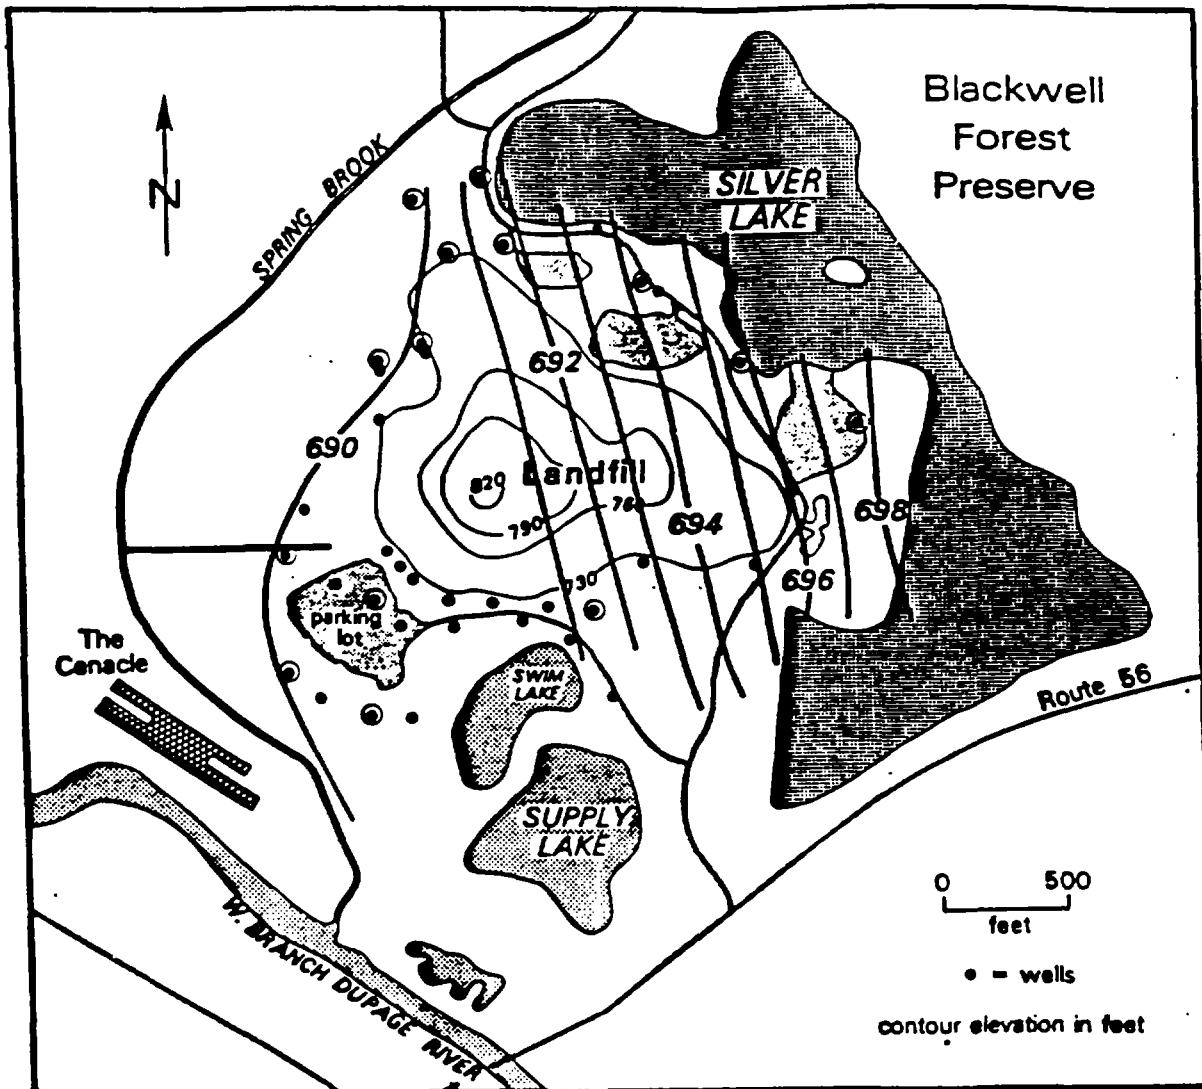 Blackwell
Forest
Preserve
N
SPRING BROOK
SILVER
LAKE
692
690
820
Landfill
790
76
694
698
730
696
parking
lot
The
Cenacle
SWIM
LAKE
Route 56
SUPPLY
LAKE
W. BRANCH DUPAGE RIVER
0 500
feet
• = wells
contour elevation in feet